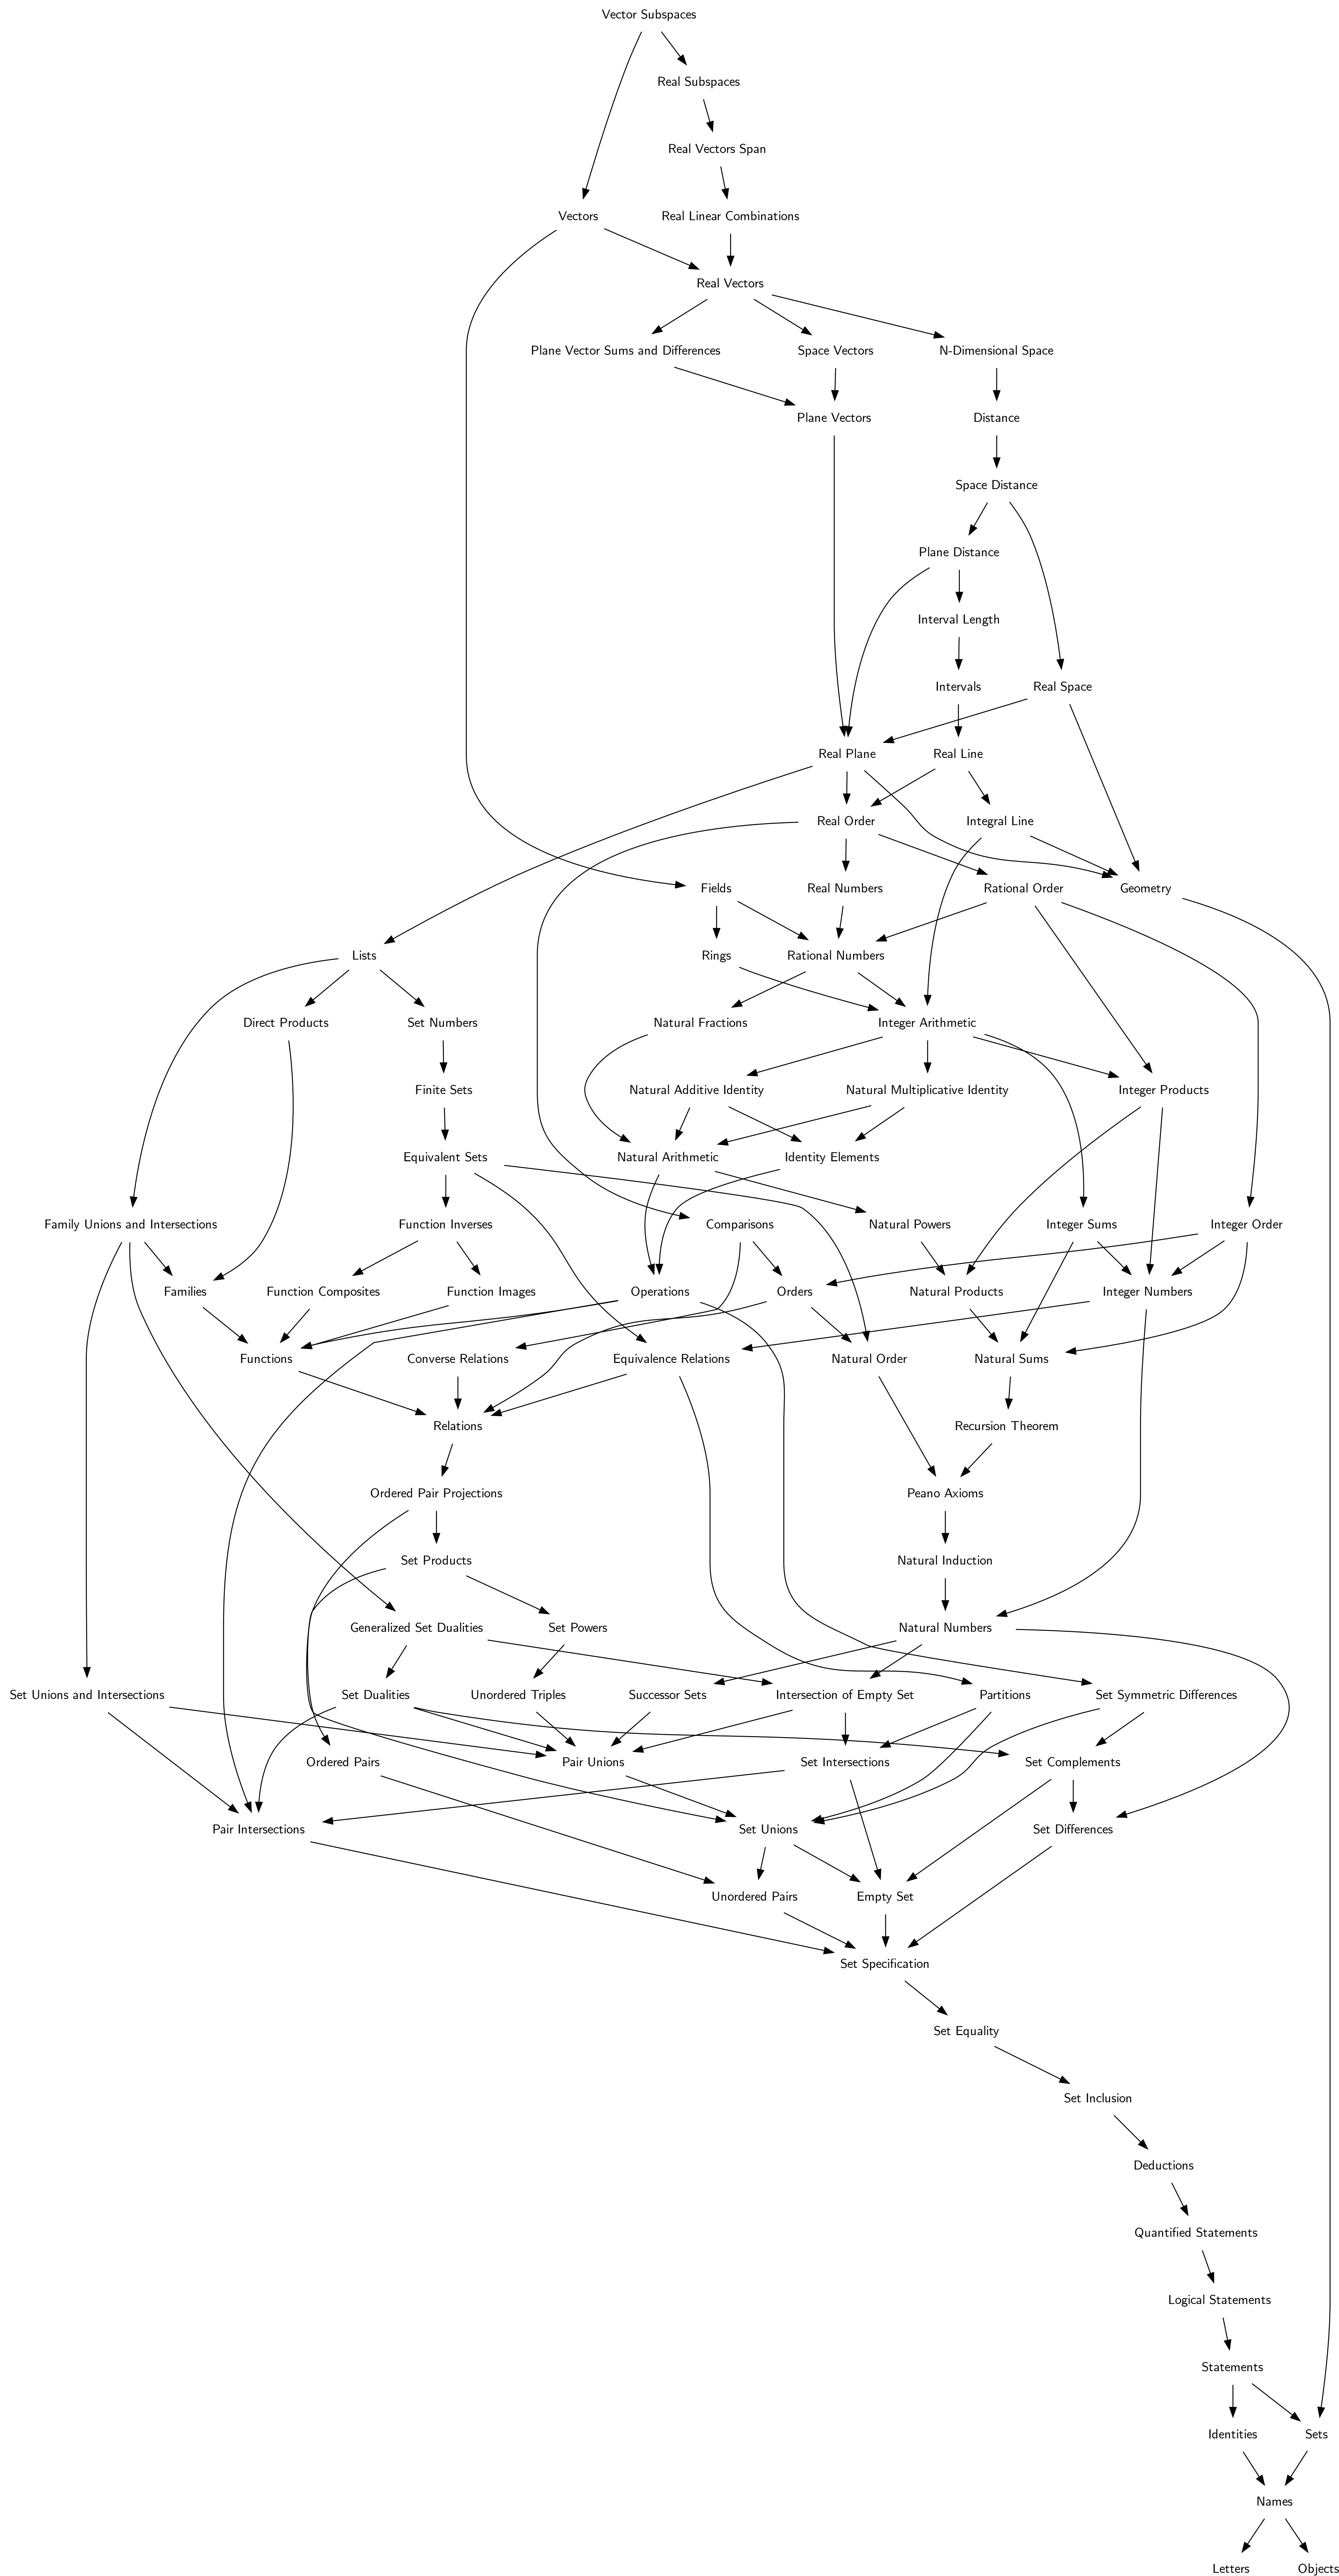 Vector Subspaces
Real Subspaces
Real Vectors Span
Vectors
Real Linear Combinations
Real Vectors
Plane Vector Sums and Differences
Space Vectors
N-Dimensional Space
Plane Vectors
Distance
Space Distance
Plane Distance
Interval Length
Intervals
Real Space
Real Plane
Real Line
Real Order
Integral Line
Fields
Real Numbers
Rational Order
Geometry
Lists
Rings
Rational Numbers
Direct Products
Set Numbers
Natural Fractions
Integer Arithmetic
Finite Sets
Natural Additive Identity
Natural Multiplicative Identity
Integer Products
Equivalent Sets
Natural Arithmetic
Identity Elements
Family Unions and Intersections
Function Inverses
Comparisons
Natural Powers
Integer Sums
Integer Order
Families
Function Composites
Function Images
Operations
Orders
Natural Products
Integer Numbers
Functions
Converse Relations
Equivalence Relations
Natural Order
Natural Sums
Relations
Recursion Theorem
Ordered Pair Projections
Peano Axioms
Set Products
Natural Induction
Generalized Set Dualities
Set Powers
Natural Numbers
Set Unions and Intersections
Set Dualities
Unordered Triples
Successor Sets
Intersection of Empty Set
Partitions
Set Symmetric Differences
Ordered Pairs
Pair Unions
Set Intersections
Set Complements
Pair Intersections
Set Unions
Set Differences
Unordered Pairs
Empty Set
Set Specification
Set Equality
Set Inclusion
Deductions
Quantified Statements
Logical Statements
Statements
Identities
Sets
Names
Letters
Objects